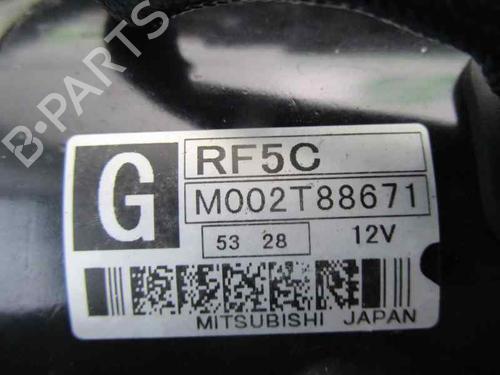 B-PARTS
G
RF5C
M002T88671
53 28
12V
MITSUBISHI JAPAN